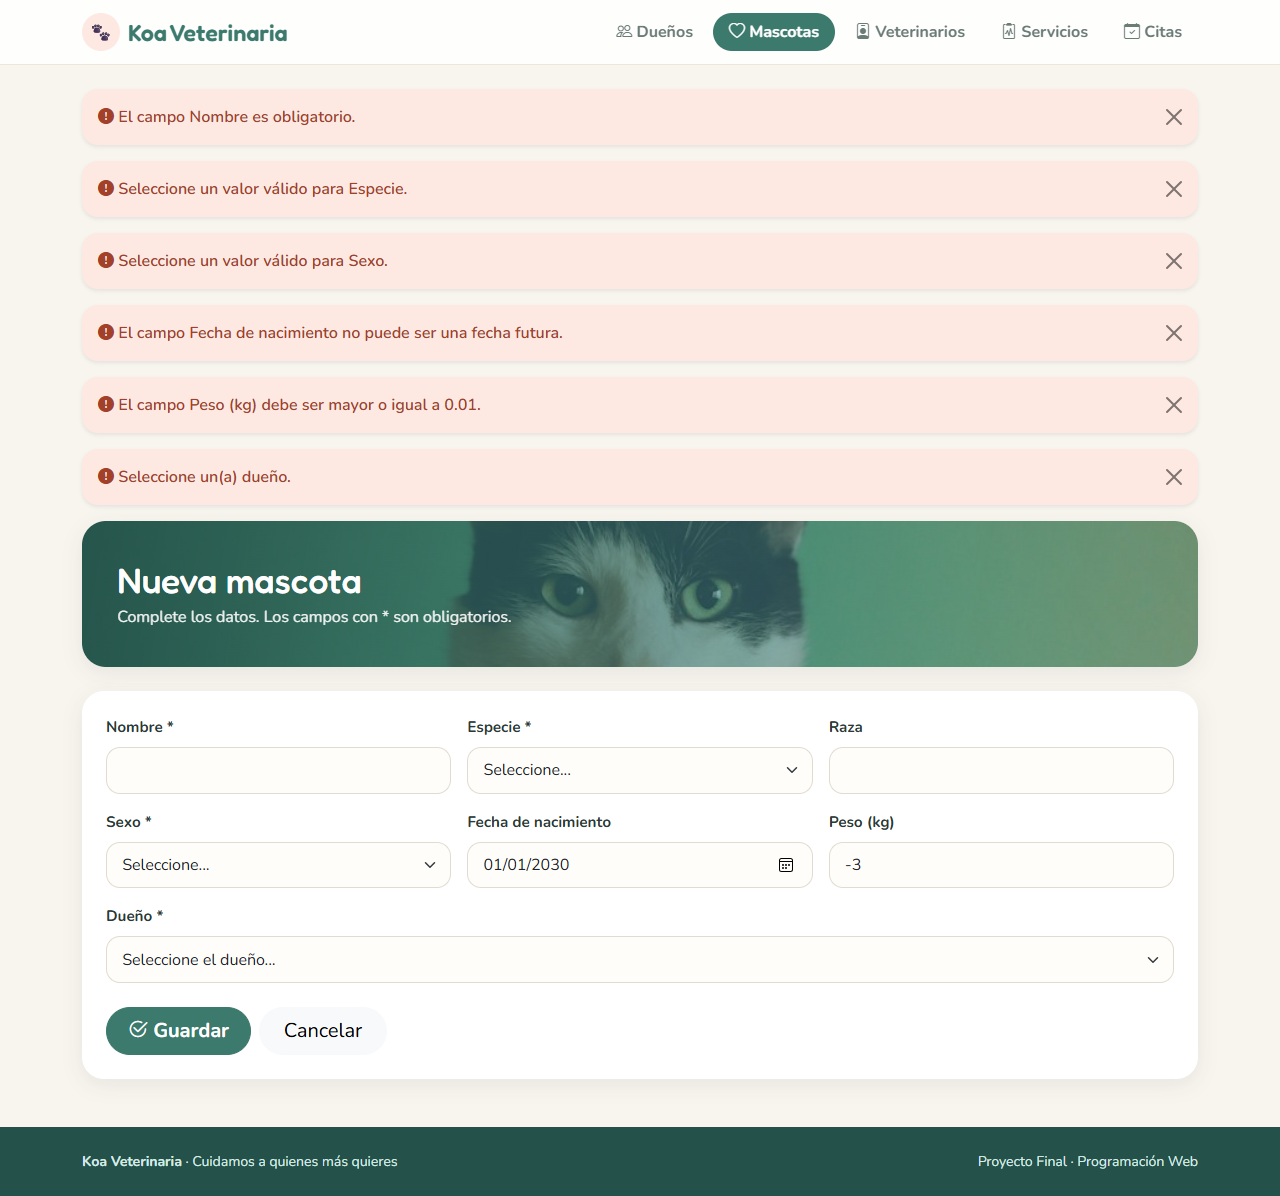 Koa Veterinaria
Dueños
Mascotas
Veterinarios
Servicios
Citas
El campo Nombre es obligatorio.
Seleccione un valor válido para Especie.
Seleccione un valor válido para Sexo.
El campo Fecha de nacimiento no puede ser una fecha futura.
El campo Peso (kg) debe ser mayor o igual a 0.01.
Seleccione un(a) dueño.
Nueva mascota
Complete los datos. Los campos con * son obligatorios.
Nombre *
Especie *
Raza
Seleccione...
Sexo *
Fecha de nacimiento
Peso (kg)
Seleccione...
01/01/2030
-3
Dueño *
Seleccione el dueño...
Guardar
Cancelar
Koa Veterinaria · Cuidamos a quienes más quieres
Proyecto Final · Programación Web